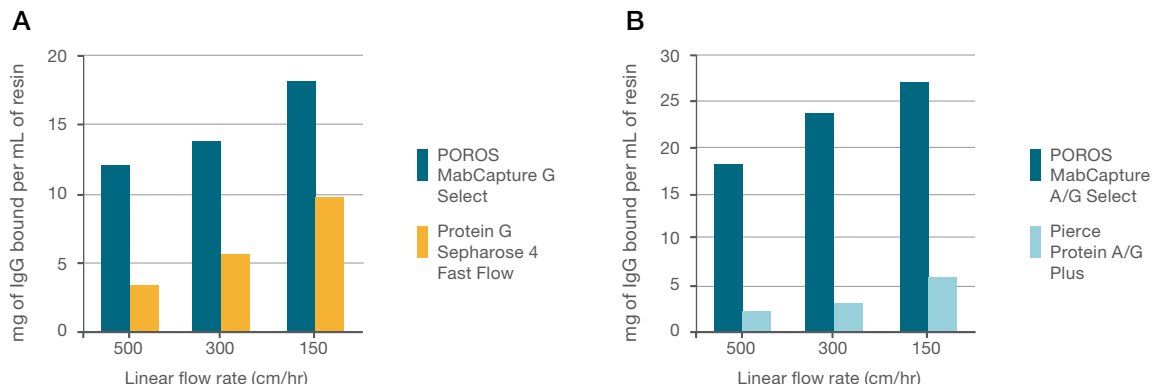 A
mg of IgG bound per mL of resin
20
15
10
5
0
500
300
150
Linear flow rate (cm/hr)
POROS
MabCapture G
Select
Protein G
Sepharose 4
Fast Flow
B
mg of IgG bound per mL of resin
30
25
20
15
10
5
0
500
300
150
Linear flow rate (cm/hr)
POROS
MabCapture
A/G Select
Pierce
Protein A/G
Plus